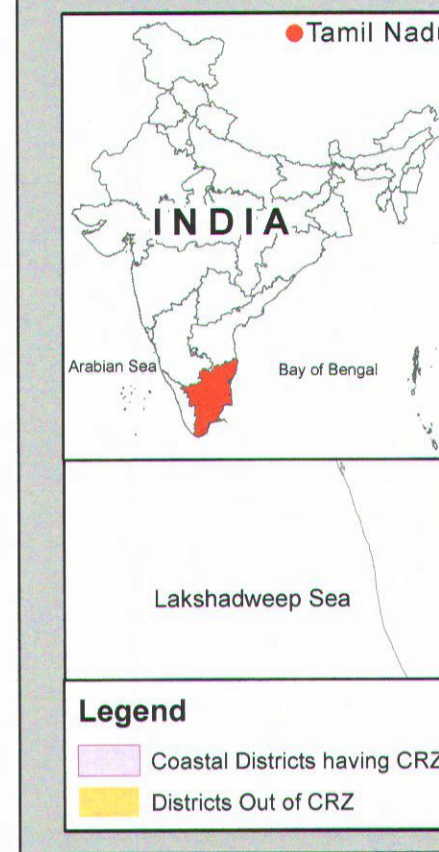 Tamil Nadu
INDIA
Arabian Sea
Bay of Bengal
Lakshadweep Sea
Legend
Coastal Districts having CRZ
Districts Out of CRZ